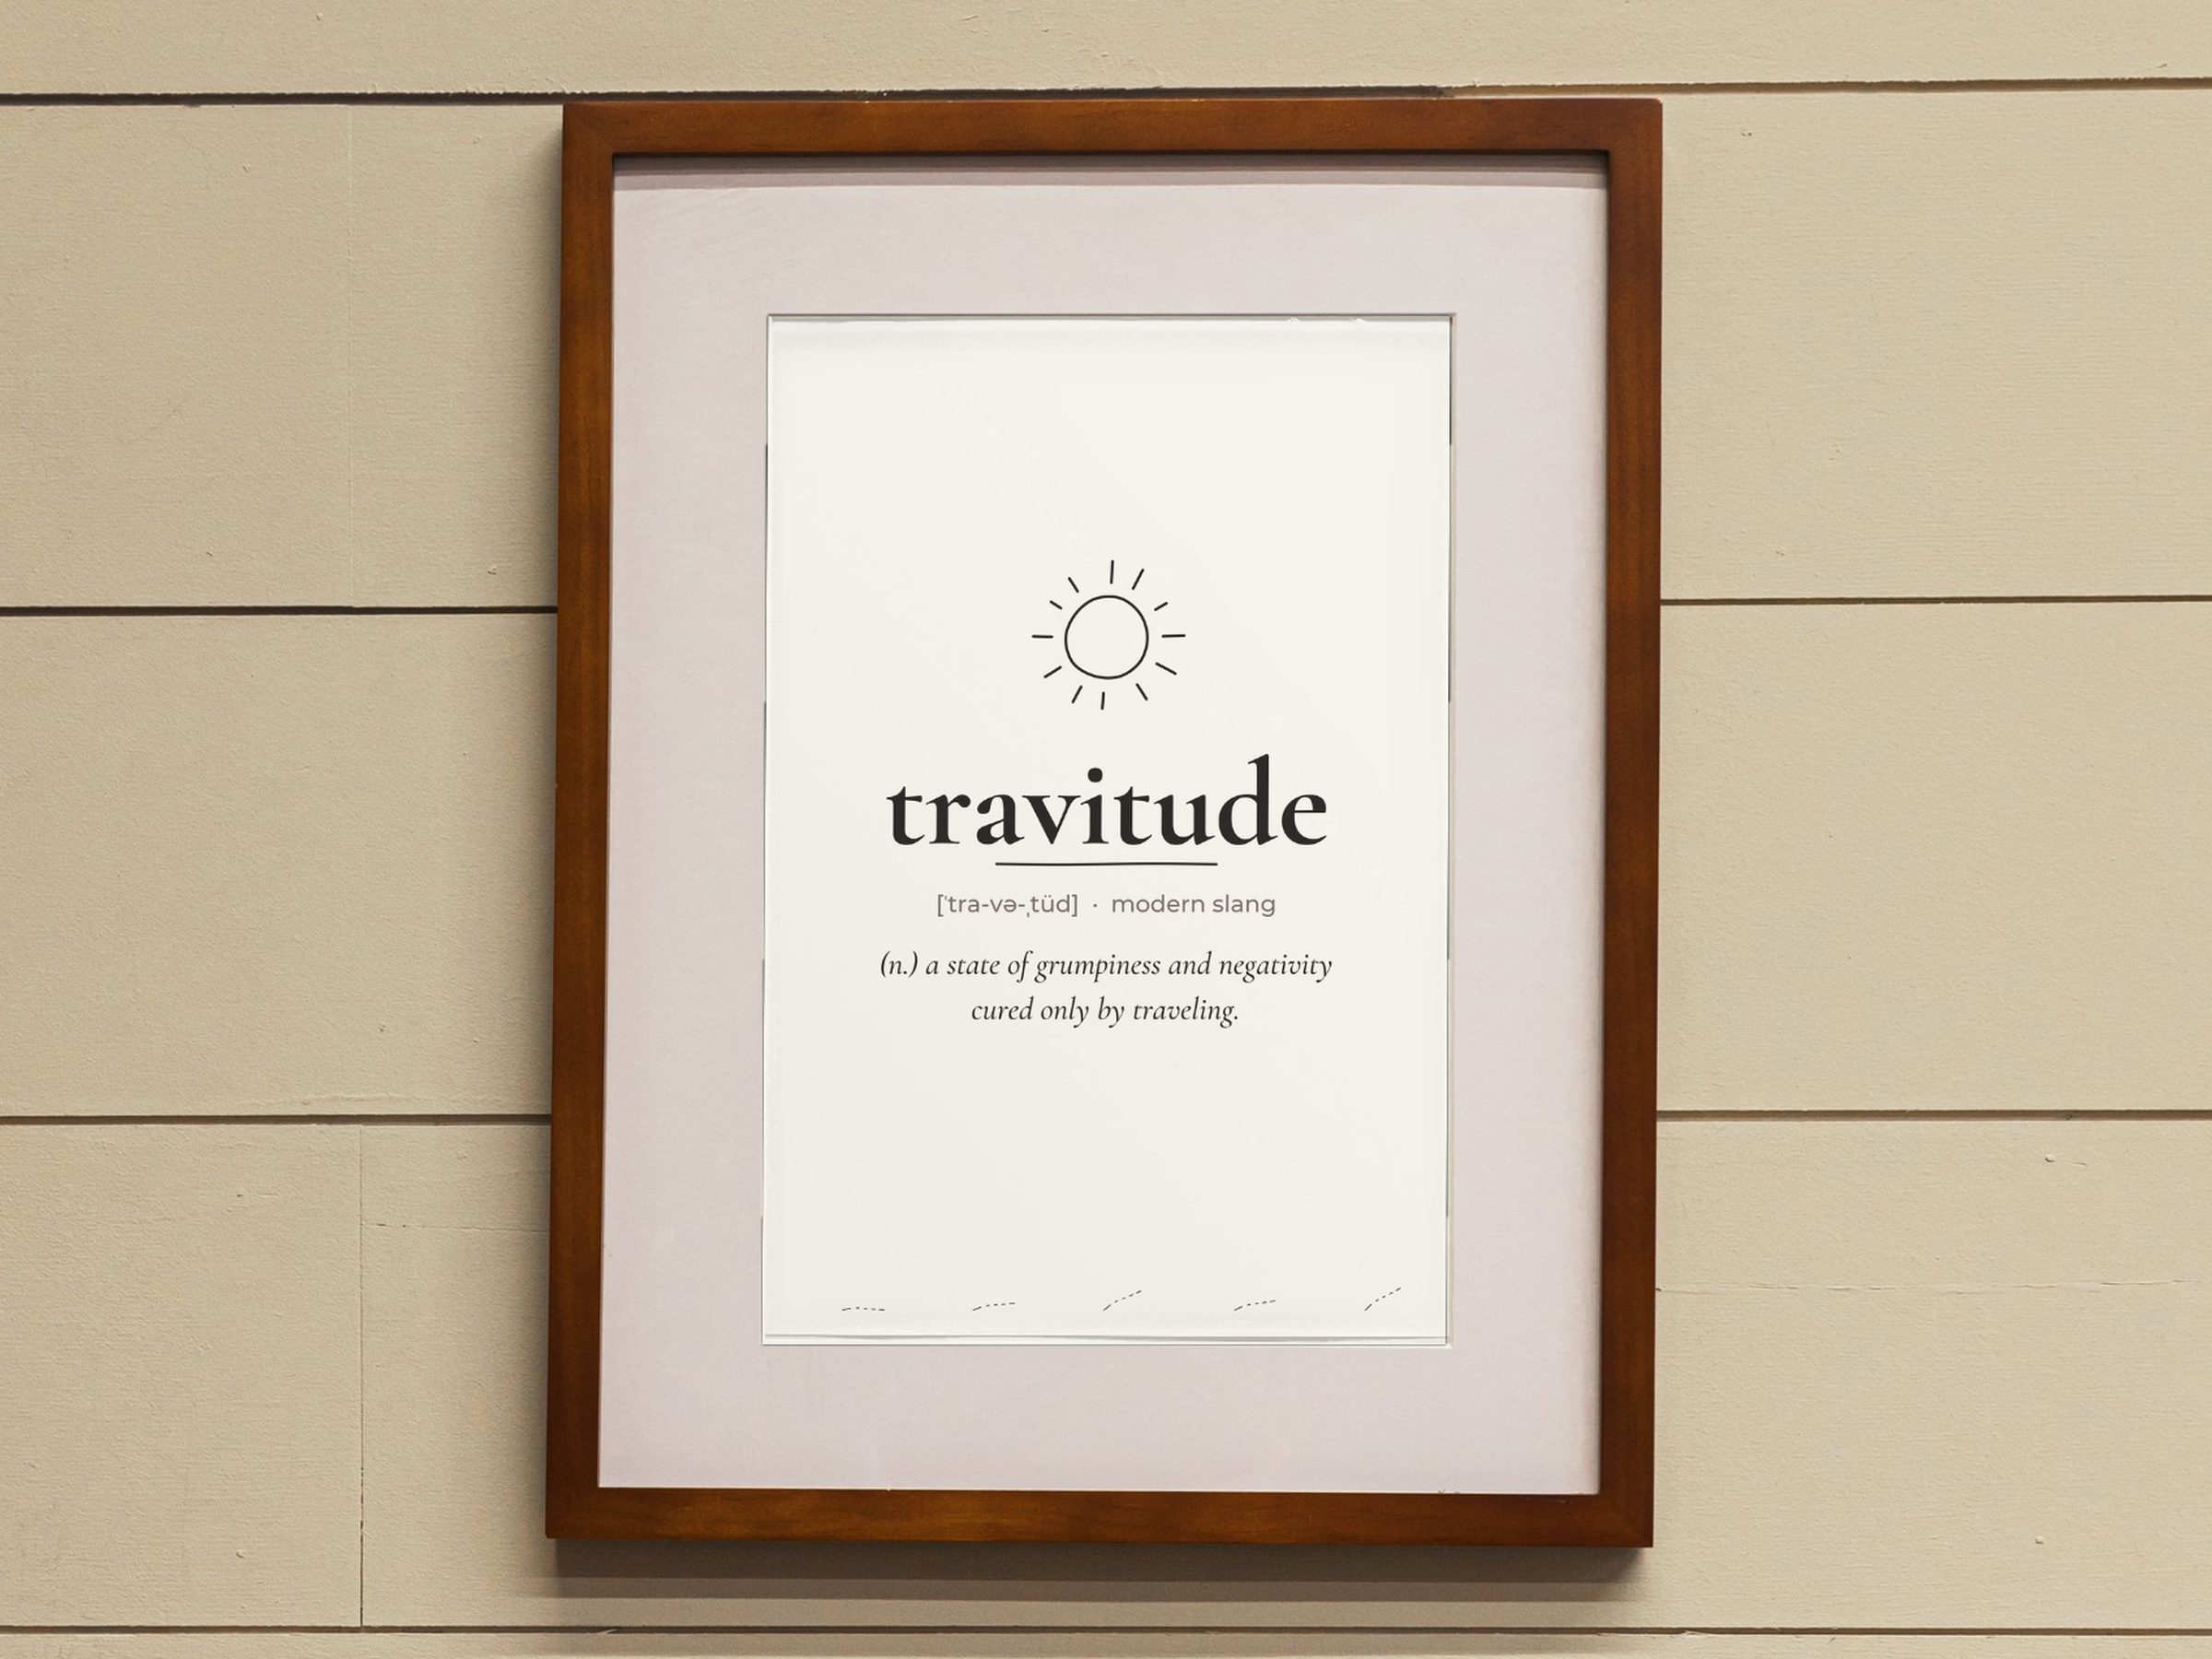 travitude
[ˈtra-və-ˌtüd] · modern slang
(n.) a state of grumpiness and negativity
cured only by traveling.